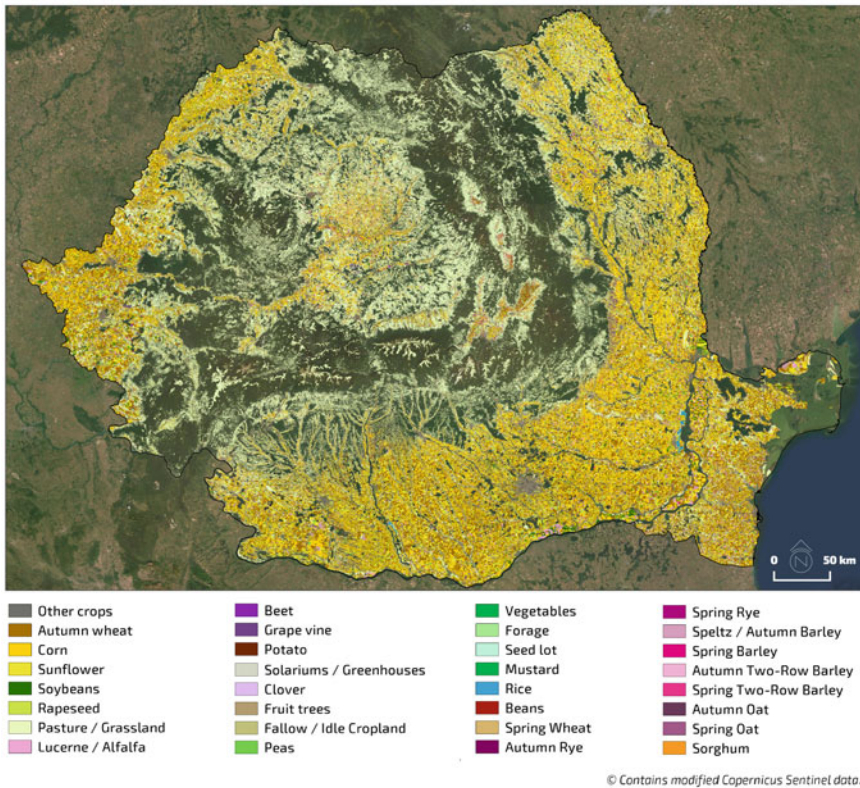 N
0 50 km
Other crops
Autumn wheat
Corn
Sunflower
Soybeans
Rapeseed
Pasture / Grassland
Lucerne / Alfalfa
Beet
Grape vine
Potato
Solariums / Greenhouses
Clover
Fruit trees
Fallow / Idle Cropland
Peas
Vegetables
Forage
Seed lot
Mustard
Rice
Beans
Spring Wheat
Autumn Rye
Spring Rye
Speltz / Autumn Barley
Spring Barley
Autumn Two-Row Barley
Spring Two-Row Barley
Autumn Oat
Spring Oat
Sorghum
© Contains modified Copernicus Sentinel data.